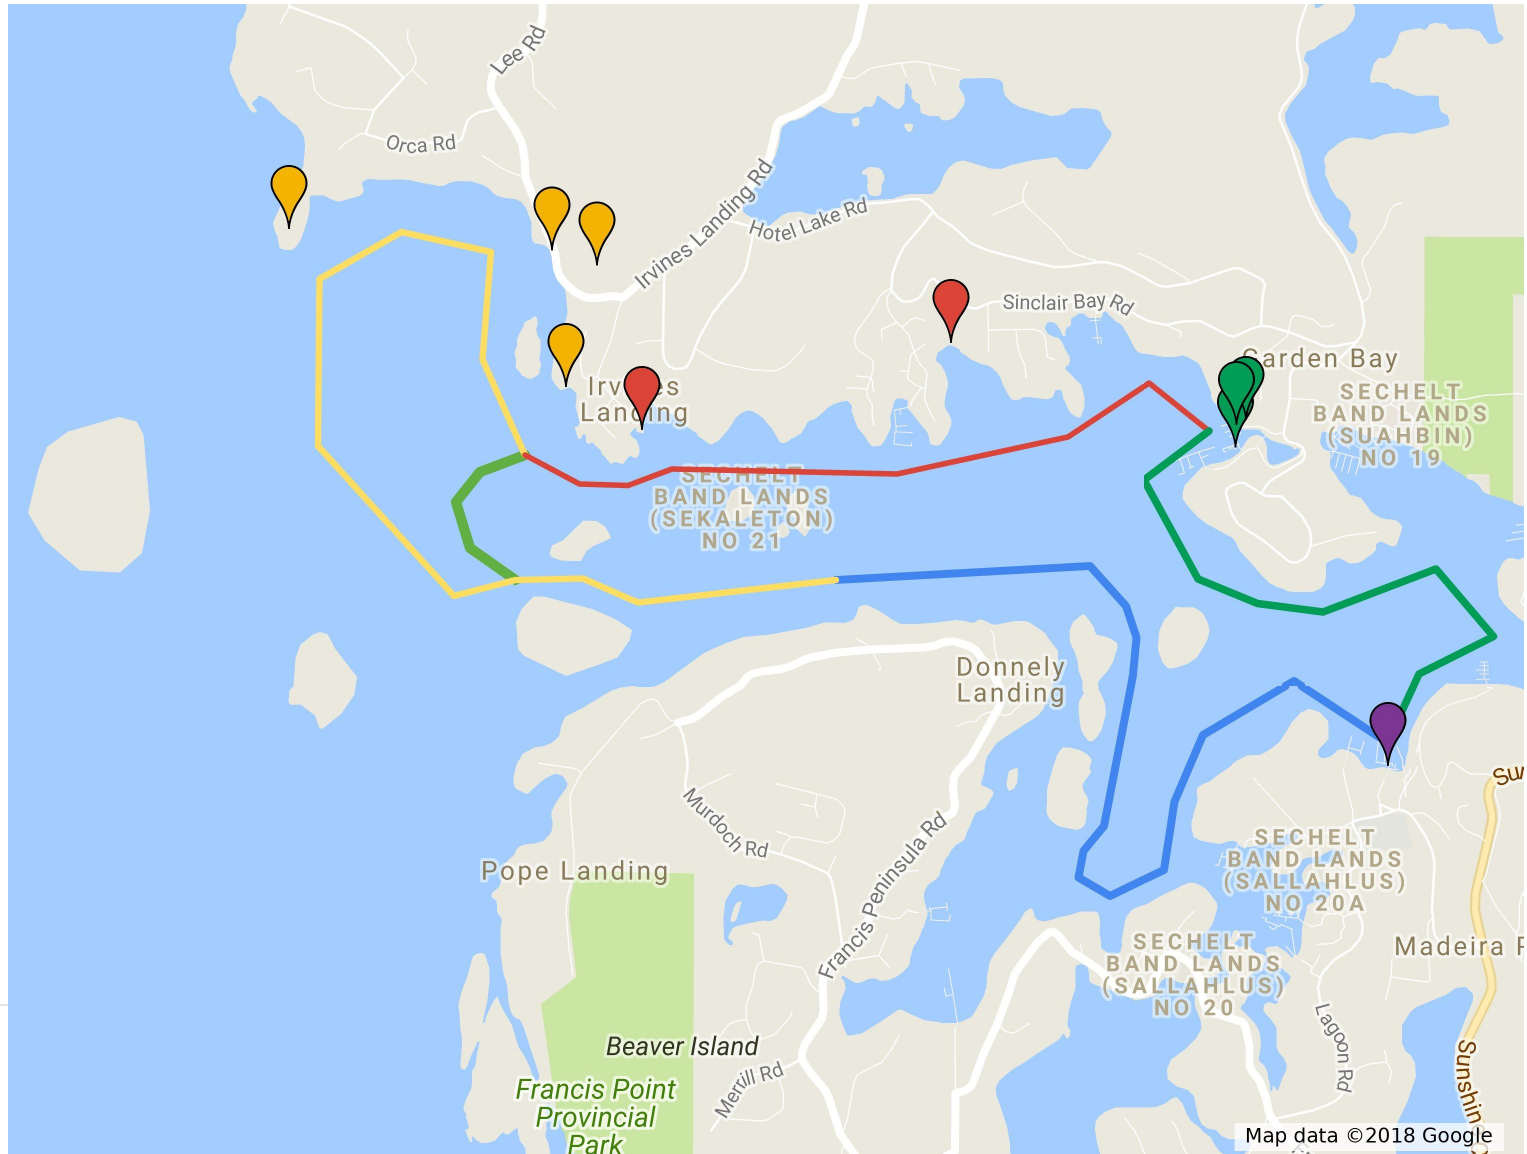 Lee Rd
Orca Rd
Irvines Landing Rd
Hotel Lake Rd
Sinclair Bay Rd
Garden Bay
Irvines
Landing
SECHELT
BAND LANDS
(SUAHBIN)
NO 19
SECHELT
BAND LANDS
(SEKALETON)
NO 21
Donnely
Landing
Murdoch Rd
Pope Landing
Francis Peninsula Rd
SECHELT
BAND LANDS
(SALLAHLUS)
NO 20A
SECHELT
BAND LANDS
(SALLAHLUS)
NO 20
Madeira P
Sun
Lagoon Rd
Sunshin
Beaver Island
Merrill Rd
Francis Point
Provincial
Park
Map data ©2018 Google